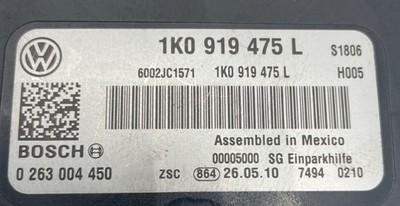 1K0 919 475 L S1806
6002JC1571 1K0 919 475 L H005
Assembled in Mexico
BOSCH 00005000 SG Einparkhilfe
0 263 004 450 ZSC 864 26.05.10 7494 0210